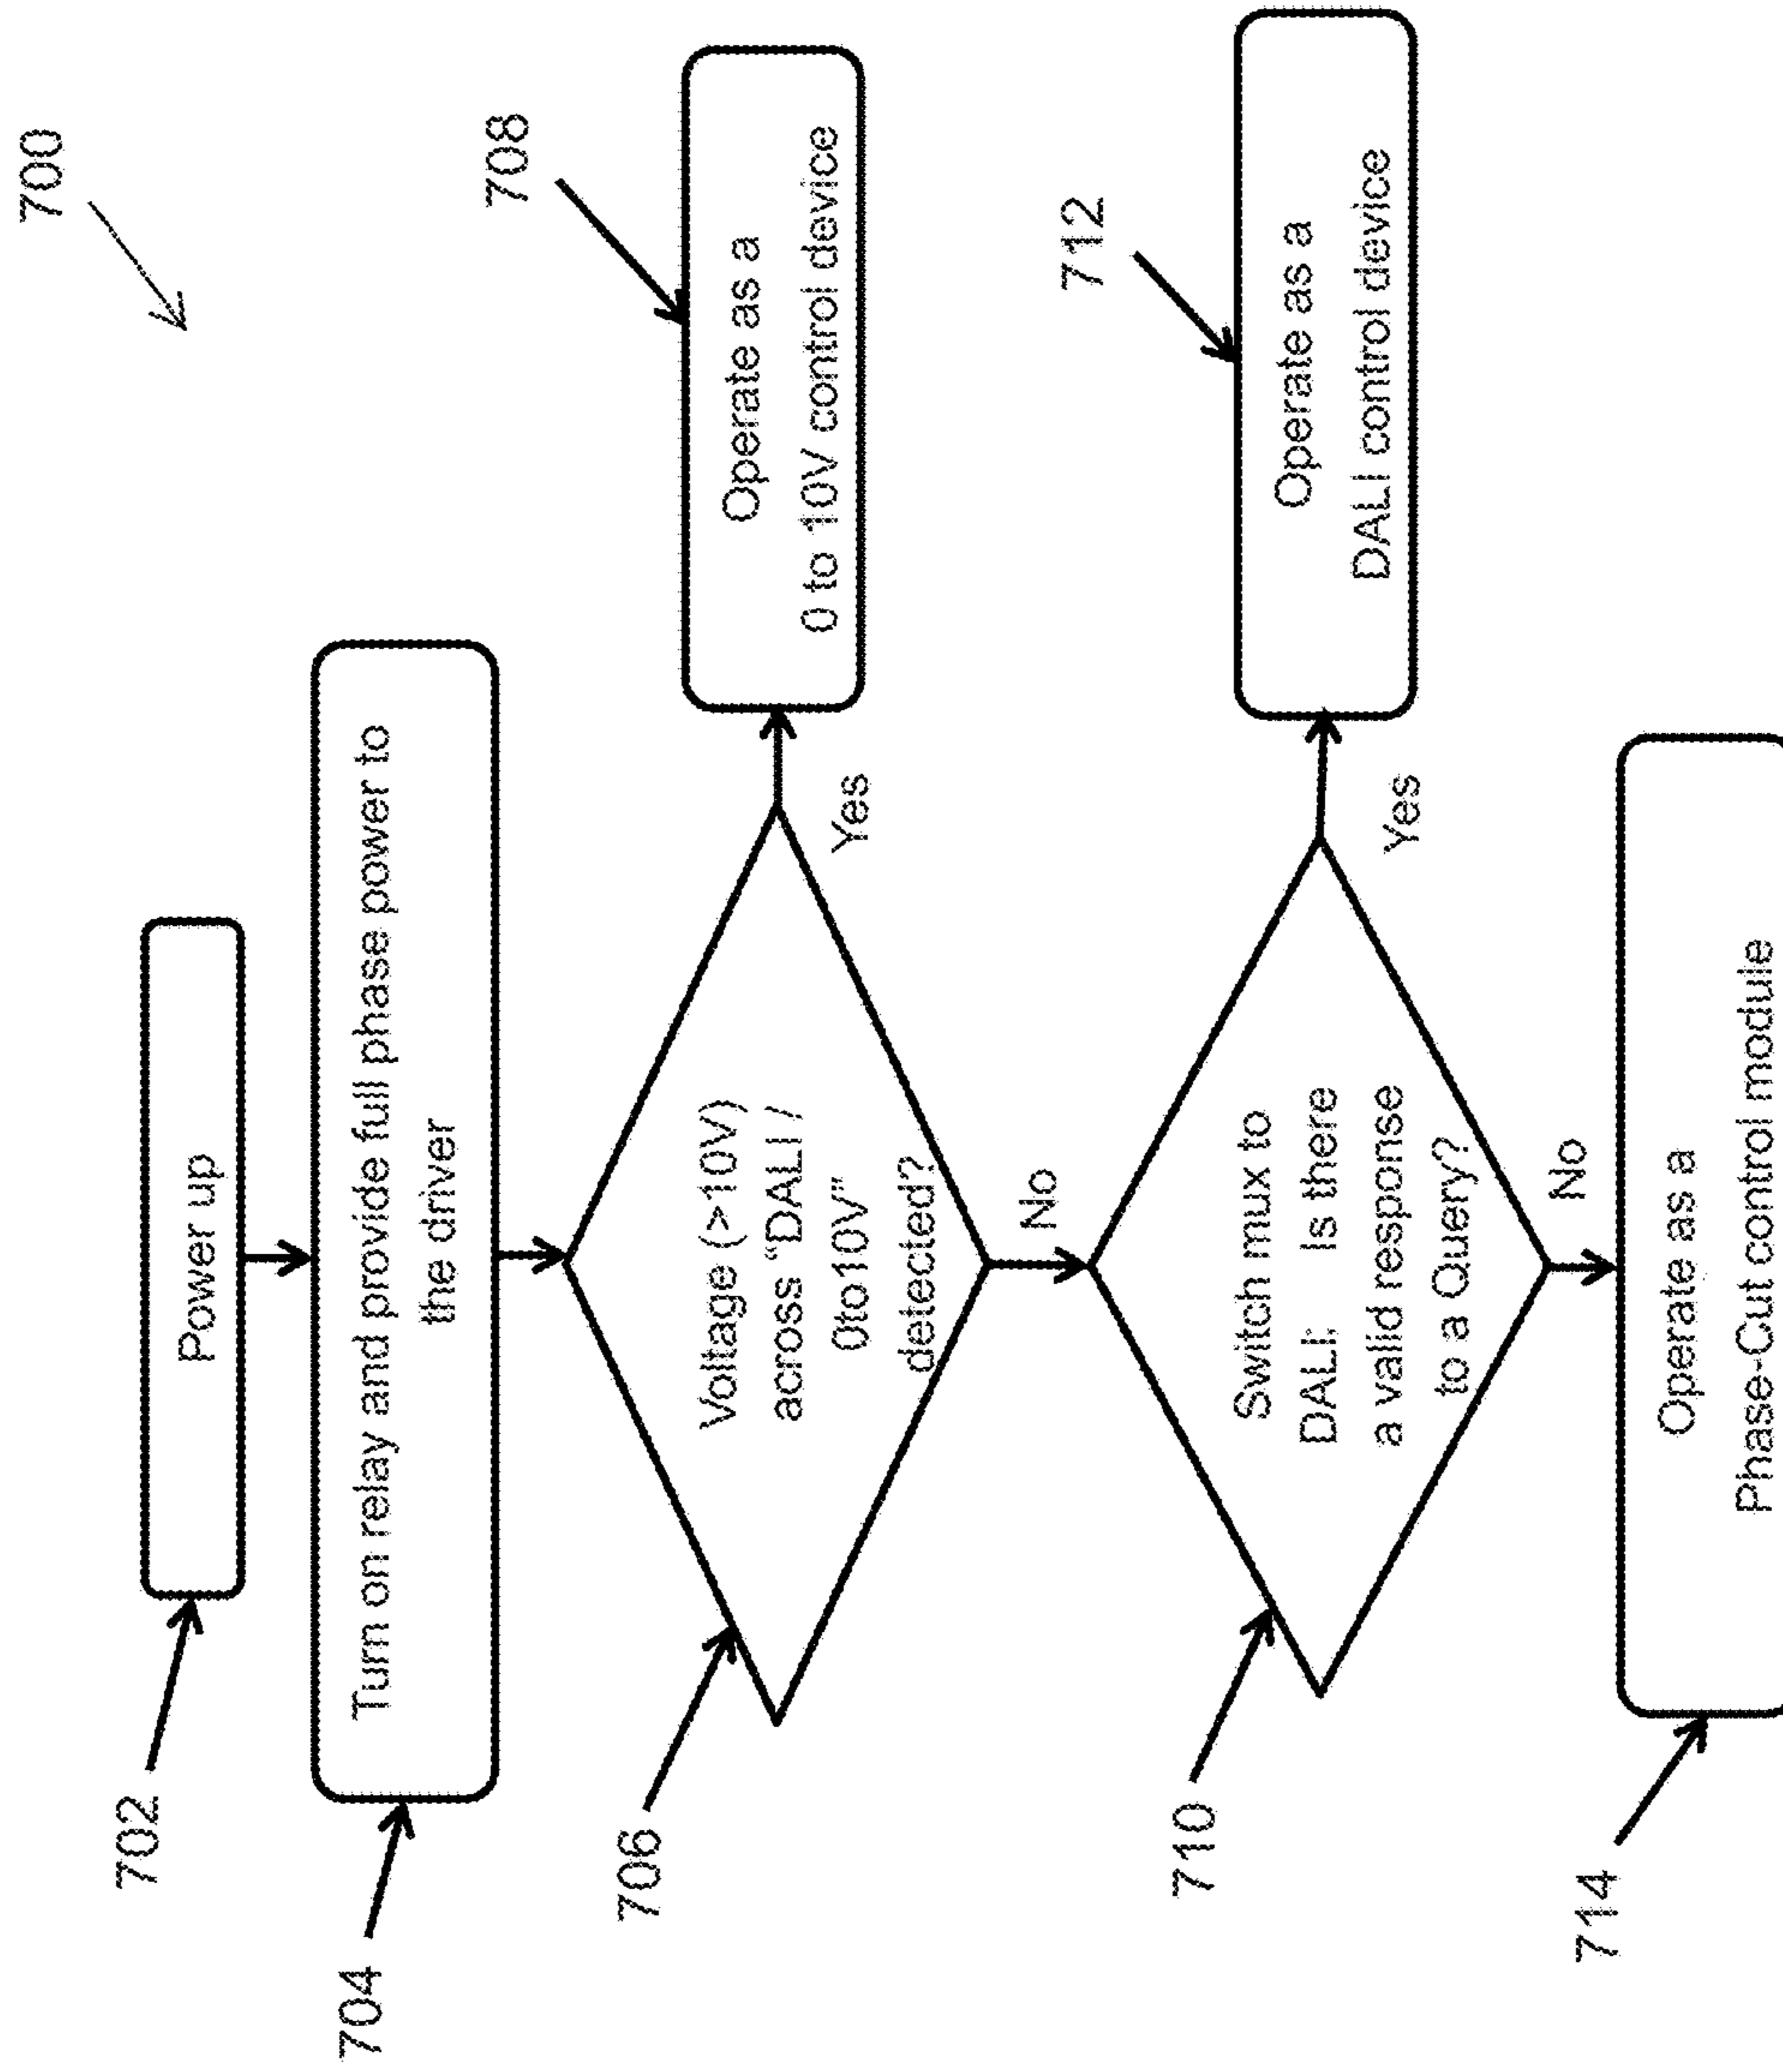 700
702
Power up
704
Turn on relay and provide full phase power to
the driver
706
Voltage (>10V)
across "DALI /
0to10V"
detected?
Yes
708
Operate as a
0 to 10V control device
No
710
Switch mux to
DALI; Is there
a valid response
to a Query?
Yes
712
Operate as a
DALI control device
No
714
Operate as a
Phase-Cut control module